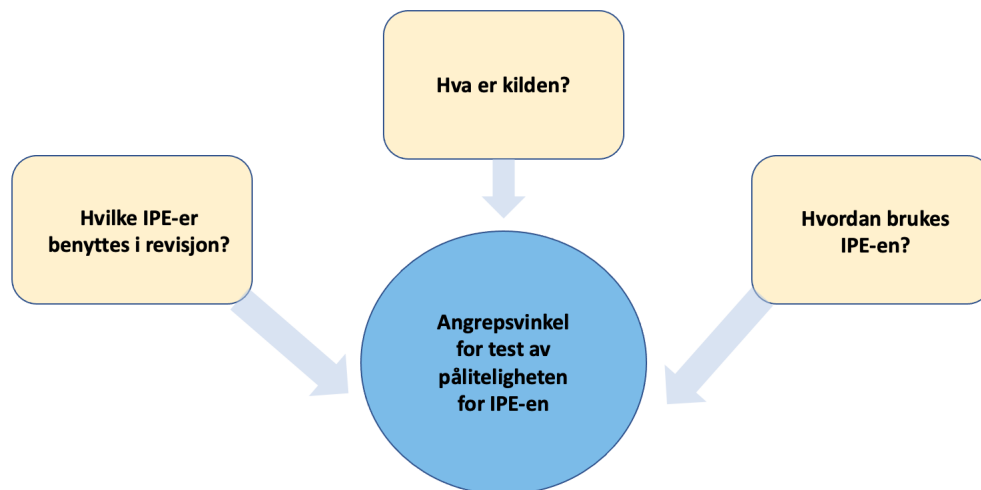 Hva er kilden?
Hvilke IPE-er
benyttes i revisjon?
Hvordan brukes
IPE-en?
Angrepsvinkel
for test av
påliteligheten
for IPE-en